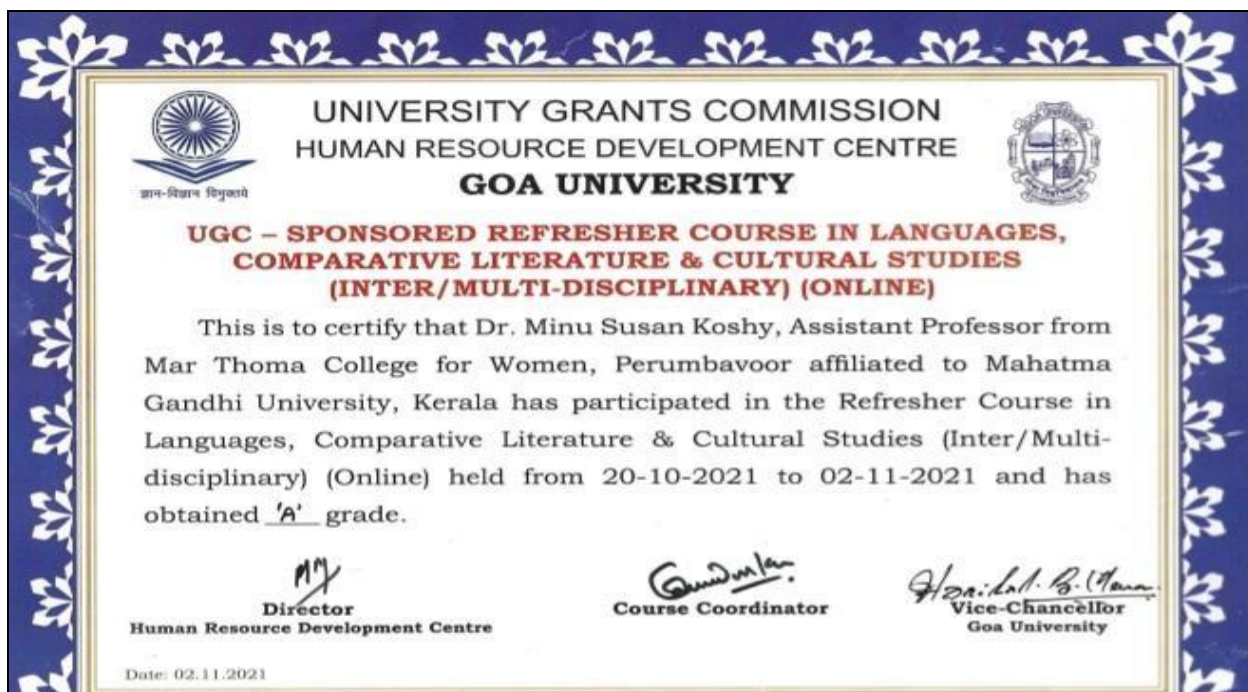 UNIVERSITY GRANTS COMMISSION
HUMAN RESOURCE DEVELOPMENT CENTRE
GOA UNIVERSITY
ज्ञान-विज्ञान विमुक्तये
UGC – SPONSORED REFRESHER COURSE IN LANGUAGES,
COMPARATIVE LITERATURE & CULTURAL STUDIES
(INTER/MULTI-DISCIPLINARY) (ONLINE)
This is to certify that Dr. Minu Susan Koshy, Assistant Professor from
Mar Thoma College for Women, Perumbavoor affiliated to Mahatma
Gandhi University, Kerala has participated in the Refresher Course in
Languages, Comparative Literature & Cultural Studies (Inter/Multi-
disciplinary) (Online) held from 20-10-2021 to 02-11-2021 and has
obtained 'A' grade.
Director
Human Resource Development Centre
Course Coordinator
Vice-Chancellor
Goa University
Date: 02.11.2021